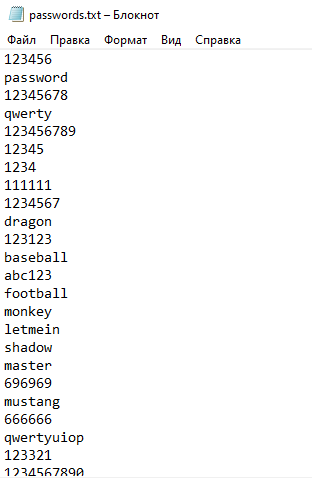 passwords.txt – Блокнот
Файл Правка Формат Вид Справка
123456
password
12345678
qwerty
123456789
12345
1234
111111
1234567
dragon
123123
baseball
abc123
football
monkey
letmein
shadow
master
696969
mustang
666666
qwertyuiop
123321
1234567890